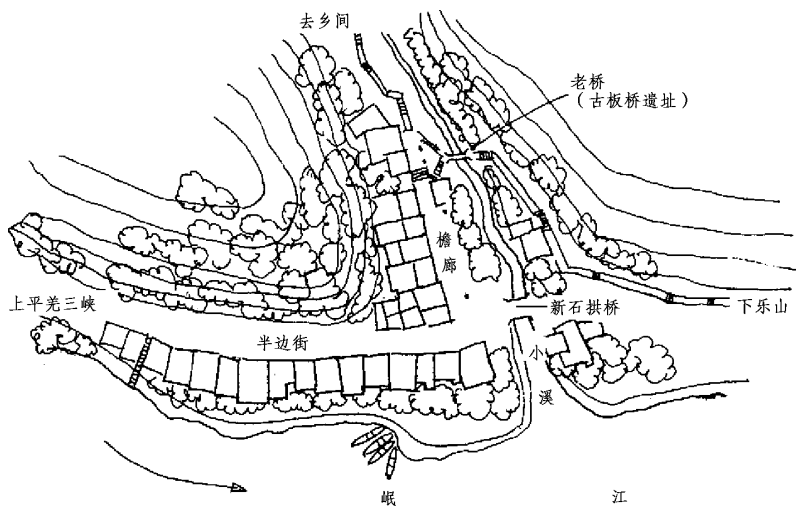 去乡间
老桥
（古板桥遗址）
檐廊
上平羌三峡
新石拱桥
下乐山
半边街
小溪
岷江